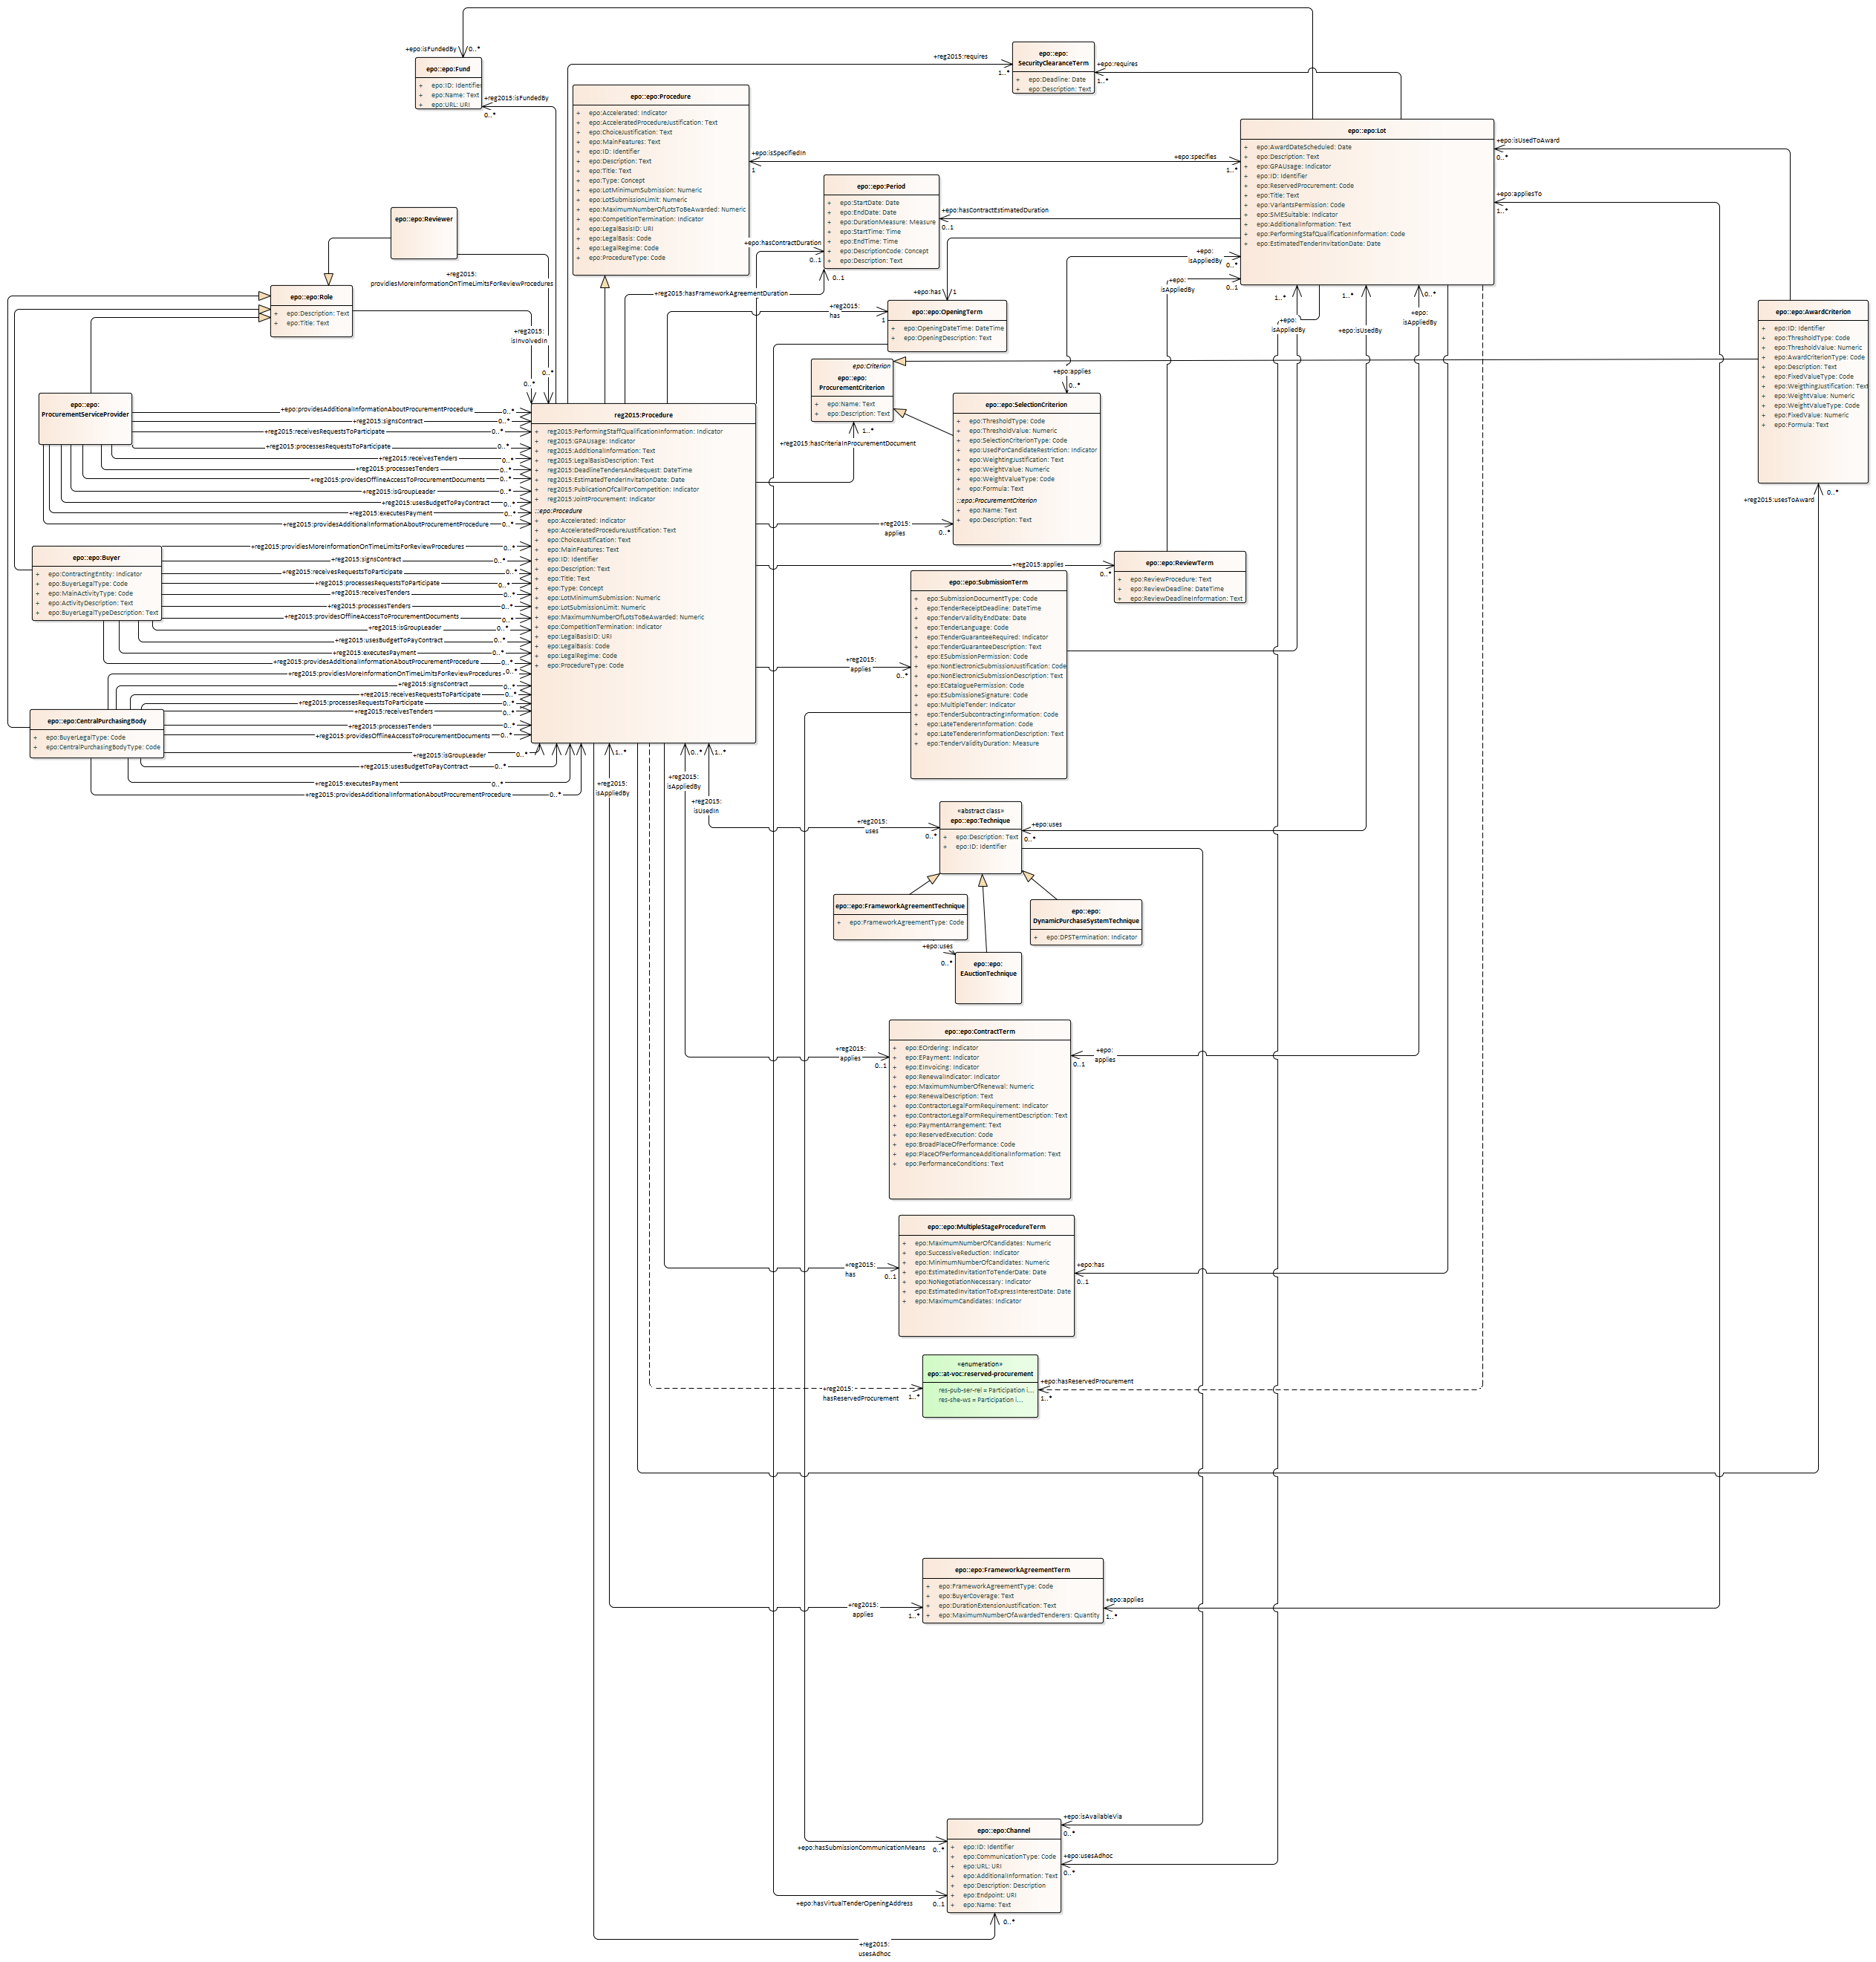 +epo:isFundedBy
0..*
epo::epo:Fund
+ epo:ID: Identifier
+ epo:Name: Text
+ epo:URL: URI
+reg2015:isFundedBy
0..*
+reg2015:requires
1..*
epo::epo:
SecurityClearanceTerm
+ epo:Deadline: Date
+ epo:Description: Text
+epo:requires
1..*
epo::epo:Procedure
+ epo:Accelerated: Indicator
+ epo:AcceleratedProcedureJustification: Text
+ epo:ChoiceJustification: Text
+ epo:MainFeatures: Text
+ epo:ID: Identifier
+ epo:Description: Text
+ epo:Title: Text
+ epo:Type: Concept
+ epo:LotMinimumSubmission: Numeric
+ epo:LotSubmissionLimit: Numeric
+ epo:MaximumNumberOfLotsToBeAwarded: Numeric
+ epo:CompetitionTermination: Indicator
+ epo:LegalBasisID: URI
+ epo:LegalBasis: Code
+ epo:LegalRegime: Code
+ epo:ProcedureType: Code
+epo:isSpecifiedIn
1
+epo:specifies
1..*
epo::epo:Lot
+ epo:AwardDateScheduled: Date
+ epo:Description: Text
+ epo:GPAUsage: Indicator
+ epo:ID: Identifier
+ epo:ReservedProcurement: Code
+ epo:Title: Text
+ epo:VariantsPermission: Code
+ epo:SMESuitable: Indicator
+ epo:AdditionalInformation: Text
+ epo:PerformingStafQualificationInformation: Code
+ epo:EstimatedTenderInvitationDate: Date
+epo:isUsedToAward
0..*
+epo:appliesTo
1..*
epo::epo:Period
+ epo:StartDate: Date
+ epo:EndDate: Date
+ epo:DurationMeasure: Measure
+ epo:StartTime: Time
+ epo:EndTime: Time
+ epo:DescriptionCode: Concept
+ epo:Description: Text
+epo:hasContractEstimatedDuration
0..1
+epo:hasContractDuration
0..1
0..1
+reg2015:hasFrameworkAgreementDuration
epo::epo:Reviewer
+reg2015:
providiesMoreInformationOnTimeLimitsForReviewProcedures
0..*
epo::epo:Role
+ epo:Description: Text
+ epo:Title: Text
+reg2015:
isInvolvedIn
0..*
+reg2015:
has
1
+epo:has
1
epo::epo:OpeningTerm
+ epo:OpeningDateTime: DateTime
+ epo:OpeningDescription: Text
+epo:
isAppliedBy
0..*
+epo:
isAppliedBy
0..1
1..*
+epo:
isAppliedBy
1..*
+epo:isUsedBy
0..*
+epo:
isAppliedBy
epo::epo:AwardCriterion
+ epo:ID: Identifier
+ epo:ThresholdType: Code
+ epo:ThresholdValue: Numeric
+ epo:AwardCriterionType: Code
+ epo:Description: Text
+ epo:FixedValueType: Code
+ epo:WeigthingJustification: Text
+ epo:WeightValue: Numeric
+ epo:WeightValueType: Code
+ epo:FixedValue: Numeric
+ epo:Formula: Text
+reg2015:usesToAward
0..*
epo:Criterion
epo::epo:
ProcurementCriterion
+ epo:Name: Text
+ epo:Description: Text
1..*
+reg2015:hasCriteriaInProcurementDocument
+epo:applies
0..*
epo::epo:SelectionCriterion
+ epo:ThresholdType: Code
+ epo:ThresholdValue: Numeric
+ epo:SelectionCriterionType: Code
+ epo:UsedForCandidateRestriction: Indicator
+ epo:WeightingJustification: Text
+ epo:WeightValue: Numeric
+ epo:WeightValueType: Code
+ epo:Formula: Text
::epo:ProcurementCriterion
+ epo:Name: Text
+ epo:Description: Text
+reg2015:
applies
0..*
epo::epo:
ProcurementServiceProvider
+epo:providesAdditionalInformationAboutProcurementProcedure 0..*
+reg2015:signsContract 0..*
+reg2015:receivesRequestsToParticipate 0..*
+reg2015:processesRequestsToParticipate 0..*
+reg2015:receivesTenders 0..*
+reg2015:processesTenders 0..*
+reg2015:providesOfflineAccessToProcurementDocuments 0..*
+reg2015:isGroupLeader 0..*
+reg2015:usesBudgetToPayContract 0..*
+reg2015:executesPayment 0..*
+reg2015:providesAdditionalInformationAboutProcurementProcedure 0..*
reg2015:Procedure
+ reg2015:PerformingStaffQualificationInformation: Indicator
+ reg2015:GPAUsage: Indicator
+ reg2015:AdditionalInformation: Text
+ reg2015:LegalBasisDescription: Text
+ reg2015:DeadlineTendersAndRequest: DateTime
+ reg2015:EstimatedTenderInvitationDate: Date
+ reg2015:PublicationOfCallForCompetition: Indicator
+ reg2015:JointProcurement: Indicator
::epo:Procedure
+ epo:Accelerated: Indicator
+ epo:AcceleratedProcedureJustification: Text
+ epo:ChoiceJustification: Text
+ epo:MainFeatures: Text
+ epo:ID: Identifier
+ epo:Description: Text
+ epo:Title: Text
+ epo:Type: Concept
+ epo:LotMinimumSubmission: Numeric
+ epo:LotSubmissionLimit: Numeric
+ epo:MaximumNumberOfLotsToBeAwarded: Numeric
+ epo:CompetitionTermination: Indicator
+ epo:LegalBasisID: URI
+ epo:LegalBasis: Code
+ epo:LegalRegime: Code
+ epo:ProcedureType: Code
epo::epo:Buyer
+ epo:ContractingEntity: Indicator
+ epo:BuyerLegalType: Code
+ epo:MainActivityType: Code
+ epo:ActivityDescription: Text
+ epo:BuyerLegalTypeDescription: Text
+reg2015:providiesMoreInformationOnTimeLimitsForReviewProcedures 0..*
+reg2015:signsContract 0..*
+reg2015:receivesRequestsToParticipate 0..*
+reg2015:processesRequestsToParticipate 0..*
+reg2015:receivesTenders 0..*
+reg2015:processesTenders 0..*
+reg2015:providesOfflineAccessToProcurementDocuments 0..*
+reg2015:isGroupLeader 0..*
+reg2015:usesBudgetToPayContract 0..*
+reg2015:executesPayment 0..*
+reg2015:providesAdditionalInformationAboutProcurementProcedure 0..*
+reg2015:providiesMoreInformationOnTimeLimitsForReviewProcedures 0..*
+reg2015:signsContract 0..*
+reg2015:receivesRequestsToParticipate 0..*
+reg2015:processesRequestsToParticipate 0..*
+reg2015:receivesTenders 0..*
+reg2015:processesTenders 0..*
+reg2015:providesOfflineAccessToProcurementDocuments 0..*
epo::epo:CentralPurchasingBody
+ epo:BuyerLegalType: Code
+ epo:CentralPurchasingBodyType: Code
+reg2015:isGroupLeader 0..*
+reg2015:usesBudgetToPayContract 0..*
+reg2015:executesPayment 0..*
+reg2015:providesAdditionalInformationAboutProcurementProcedure 0..*
+reg2015:applies
0..*
epo::epo:ReviewTerm
+ epo:ReviewProcedure: Text
+ epo:ReviewDeadline: DateTime
+ epo:ReviewDeadlineInformation: Text
epo::epo:SubmissionTerm
+ epo:SubmissionDocumentType: Code
+ epo:TenderReceiptDeadline: DateTime
+ epo:TenderValidityEndDate: Date
+ epo:TenderLanguage: Code
+ epo:TenderGuaranteeRequired: Indicator
+ epo:TenderGuaranteeDescription: Text
+ epo:ESubmissionPermission: Code
+ epo:NonElectronicSubmissionJustification: Code
+ epo:NonElectronicSubmissionDescription: Text
+ epo:ECataloguePermission: Code
+ epo:ESubmissioneSignature: Code
+ epo:MultipleTender: Indicator
+ epo:TenderSubcontractingInformation: Code
+ epo:LateTendererInformation: Code
+ epo:LateTendererInformationDescription: Text
+ epo:TenderValidityDuration: Measure
+reg2015:
applies
0..*
1..*
+reg2015:
isAppliedBy
0..*
+reg2015:
isAppliedBy
1..*
+reg2015:
isUsedIn
+reg2015:
uses
0..*
«abstract class»
epo::epo:Technique
+ epo:Description: Text
+ epo:ID: Identifier
+epo:uses
0..*
epo::epo:FrameworkAgreementTechnique
+ epo:FrameworkAgreementType: Code
epo::epo:
DynamicPurchaseSystemTechnique
+ epo:DPSTermination: Indicator
+epo:uses
0..*
epo::epo:
EAuctionTechnique
epo::epo:ContractTerm
+ epo:EOrdering: Indicator
+ epo:EPayment: Indicator
+ epo:EInvoicing: Indicator
+ epo:RenewalIndicator: Indicator
+ epo:MaximumNumberOfRenewal: Numeric
+ epo:RenewalDescription: Text
+ epo:ContractorLegalFormRequirement: Indicator
+ epo:ContractorLegalFormRequirementDescription: Text
+ epo:PaymentArrangement: Text
+ epo:ReservedExecution: Code
+ epo:BroadPlaceOfPerformance: Code
+ epo:PlaceOfPerformanceAdditionalInformation: Text
+ epo:PerformanceConditions: Text
+reg2015:
applies
0..1
+epo:
applies
0..1
epo::epo:MultipleStageProcedureTerm
+ epo:MaximumNumberOfCandidates: Numeric
+ epo:SuccessiveReduction: Indicator
+ epo:MinimumNumberOfCandidates: Numeric
+ epo:EstimatedInvitationToTenderDate: Date
+ epo:NoNegotiationNecessary: Indicator
+ epo:EstimatedInvitationToExpressInterestDate: Date
+ epo:MaximumCandidates: Indicator
+reg2015:
has
0..1
+epo:has
0..1
«enumeration»
epo::at-voc:reserved-procurement
res-pub-ser-rel = Participation i...
res-she-ws = Participation i...
+reg2015:
hasReservedProcurement
1..*
+epo:hasReservedProcurement
1..*
epo::epo:FrameworkAgreementTerm
+ epo:FrameworkAgreementType: Code
+ epo:BuyerCoverage: Text
+ epo:DurationExtensionJustification: Text
+ epo:MaximumNumberOfAwardedTenderers: Quantity
+reg2015:
applies
1..*
+epo:applies
1..*
epo::epo:Channel
+ epo:ID: Identifier
+ epo:CommunicationType: Code
+ epo:URL: URI
+ epo:AdditionalInformation: Text
+ epo:Description: Description
+ epo:Endpoint: URI
+ epo:Name: Text
+epo:isAvailableVia
0..*
+epo:hasSubmissionCommunicationMeans
0..*
+epo:usesAdhoc
0..*
+epo:hasVirtualTenderOpeningAddress
0..1
0..*
+reg2015:
usesAdhoc